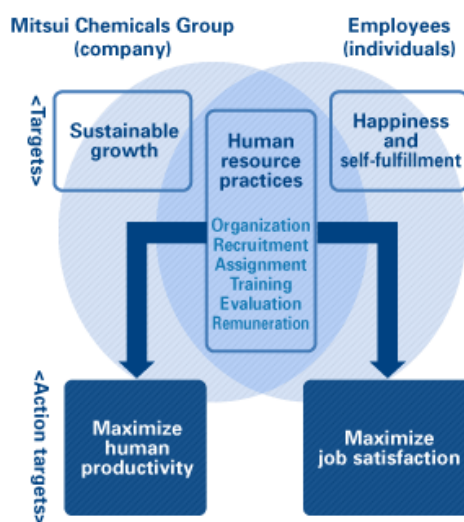 Mitsui Chemicals Group
(company)
Employees
(individuals)
<Targets>
Sustainable
growth
Human
resource
practices
Organization
Recruitment
Assignment
Training
Evaluation
Remuneration
Happiness
and
self-fulfillment
<Action targets>
Maximize
human
productivity
Maximize
job satisfaction